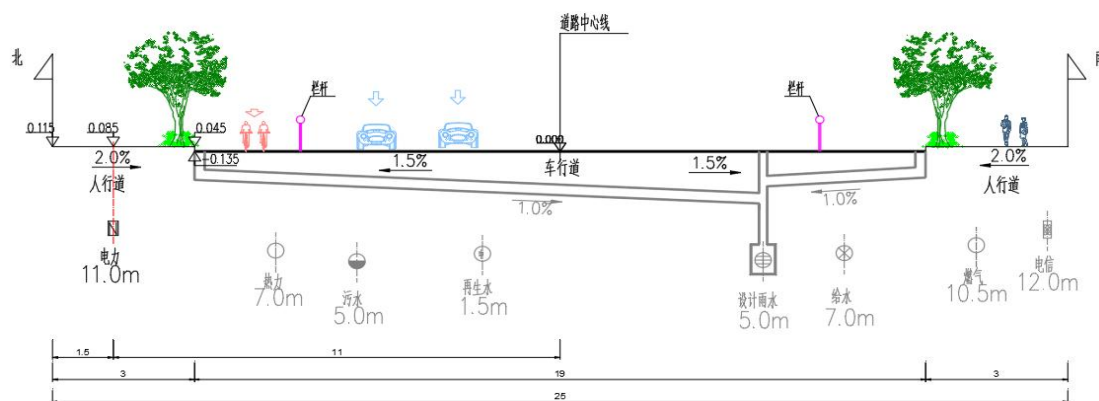 道路中心线
北
栏杆
栏杆
0.115
0.085
0.045
0.000
2.0%
-0.135
1.5%
车行道
1.5%
2.0%
人行道
人行道
1.0%
1.0%
电力
11.0m
热力
7.0m
污水
5.0m
再生水
1.5m
设计雨水
5.0m
给水
7.0m
燃气
10.5m
电信
12.0m
1.5
11
3
19
3
25